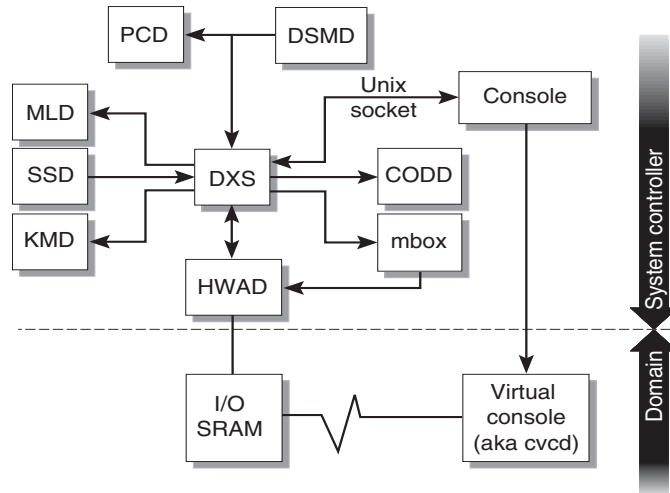 PCD
DSMD
Unix
socket
Console
MLD
SSD
DXS
CODD
KMD
mbox
HWAD
System controller
Domain
I/O
SRAM
Virtual
console
(aka cvcd)